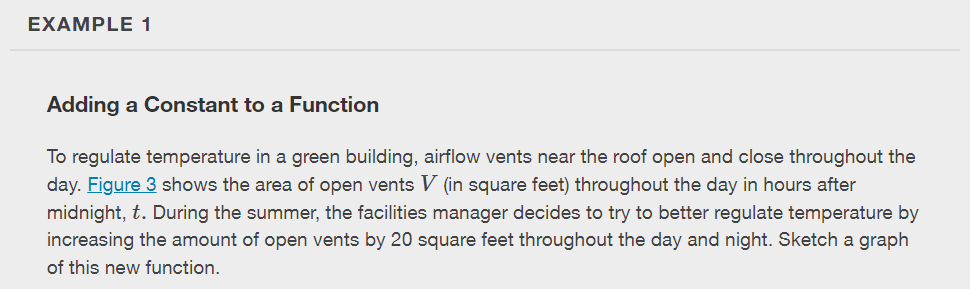 EXAMPLE 1
Adding a Constant to a Function
To regulate temperature in a green building, airflow vents near the roof open and close throughout the
day. Figure 3 shows the area of open vents V (in square feet) throughout the day in hours after
midnight, t. During the summer, the facilities manager decides to try to better regulate temperature by
increasing the amount of open vents by 20 square feet throughout the day and night. Sketch a graph
of this new function.